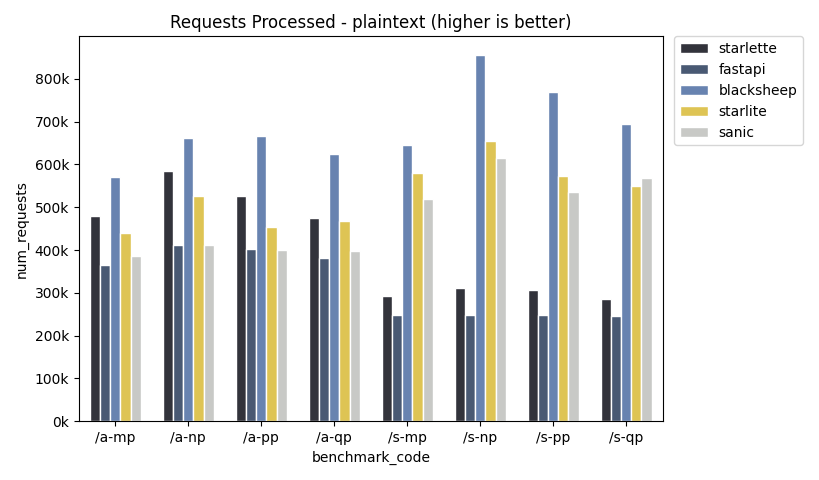 Requests Processed - plaintext (higher is better)
starlette
fastapi
blacksheep
starlite
sanic
num_requests
800k
700k
600k
500k
400k
300k
200k
100k
0k
/a-mp /a-np /a-pp /a-qp /s-mp /s-np /s-pp /s-qp
benchmark_code